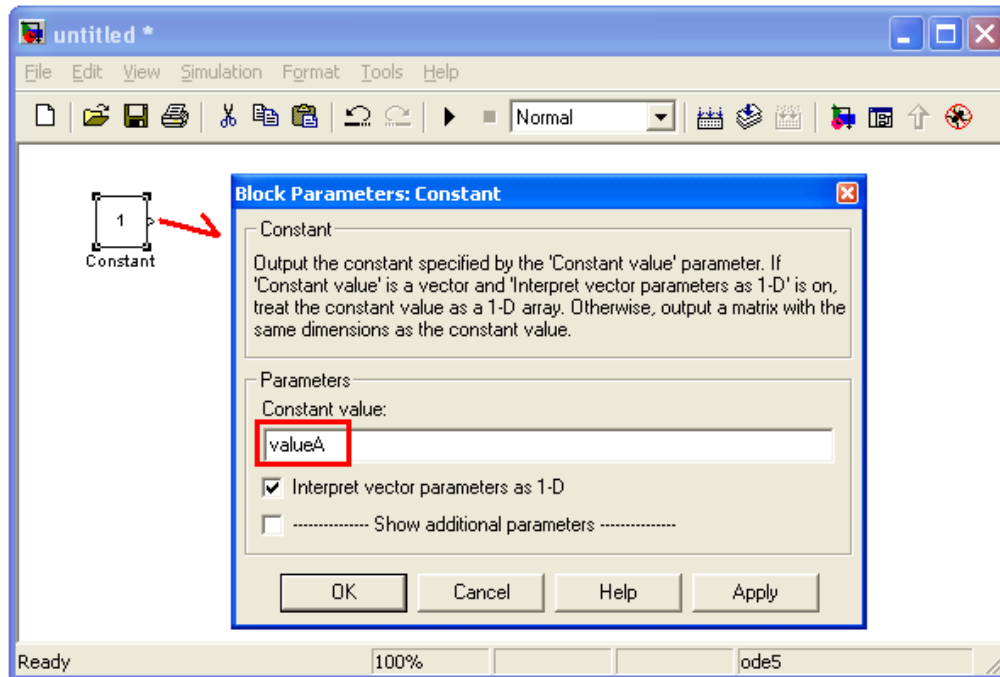 untitled *
File Edit View Simulation Format Tools Help
Normal
1
Constant
Block Parameters: Constant
Constant
Output the constant specified by the 'Constant value' parameter. If
'Constant value' is a vector and 'Interpret vector parameters as 1-D' is on,
treat the constant value as a 1-D array. Otherwise, output a matrix with the
same dimensions as the constant value.
Parameters
Constant value:
valueA
Interpret vector parameters as 1-D
--------------- Show additional parameters ---------------
OK Cancel Help Apply
Ready 100% ode5